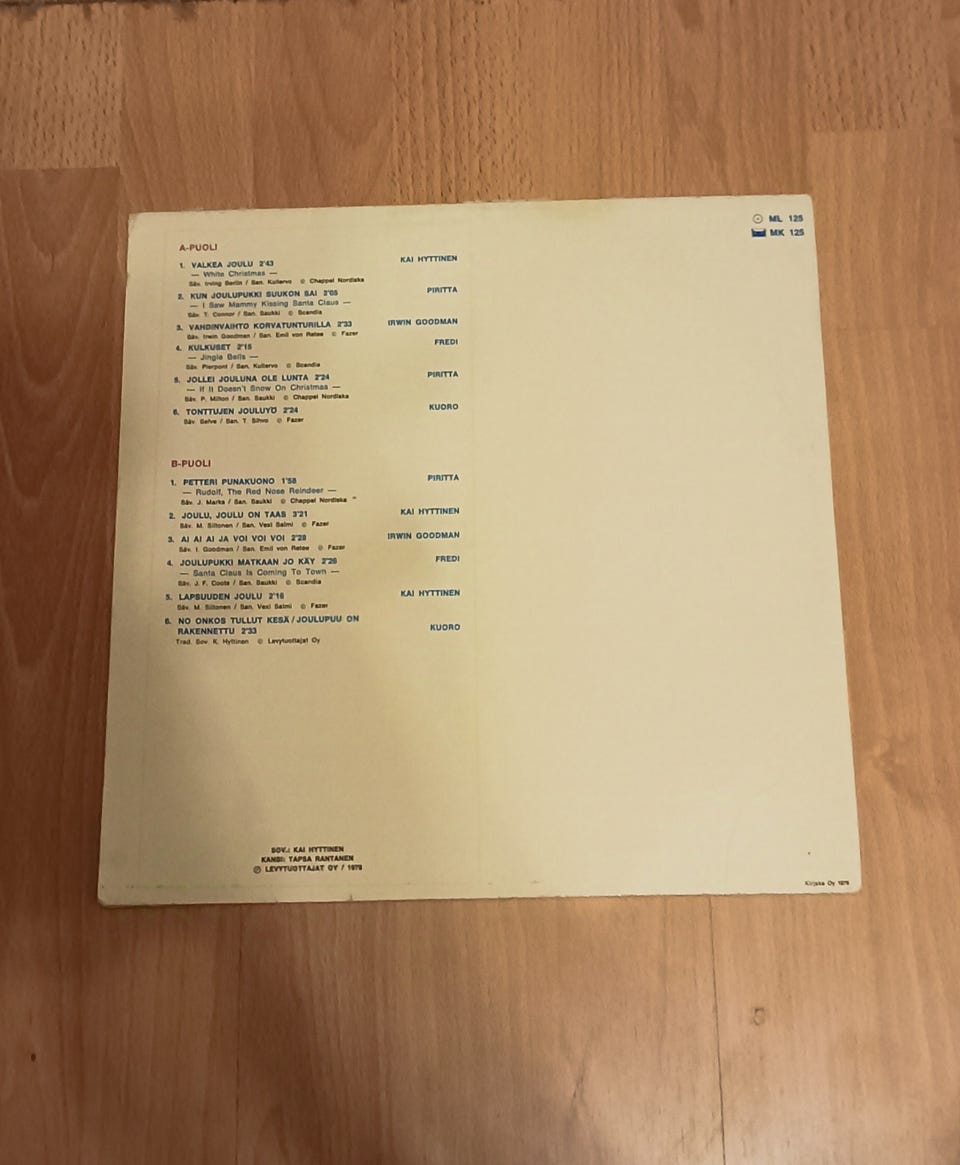 ML 125
MK 125
A-PUOLI
1. VALKEA JOULU 2'43 KAI HYTTINEN
— White Christmas —
Säv. Irving Berlin / San. Kullervo © Chappel Nordiska
2. KUN JOULUPUKKI SUUKON SAI 2'05 PIRITTA
— I Saw Mammy Kissing Santa Claus —
Säv. T. Connor / San. Saukki © Scandia
3. VAHDINVAIHTO KORVATUNTURILLA 2'33 IRWIN GOODMAN
Säv. Irwin Goodman / San. Emil von Retee © Fazer
4. KULKUSET 2'15 FREDI
— Jingle Bells —
Säv. Pierpont / San. Kullervo © Scandia
5. JOLLEI JOULUNA OLE LUNTA 2'24 PIRITTA
— If It Doesn't Snow On Christmas —
Säv. P. Milton / San. Saukki © Chappel Nordiska
6. TONTTUJEN JOULUYÖ 2'24 KUORO
Säv. Selve / San. T. Sihvo © Fazer
B-PUOLI
1. PETTERI PUNAKUONO 1'58 PIRITTA
— Rudolf, The Red Nose Reindeer —
Säv. J. Marks / San. Saukki © Chappel Nordiska
2. JOULU, JOULU ON TAAS 3'21 KAI HYTTINEN
Säv. M. Siltonen / San. Vexi Salmi © Fazer
3. AI AI AI JA VOI VOI VOI 2'28 IRWIN GOODMAN
Säv. I. Goodman / San. Emil von Retee © Fazer
4. JOULUPUKKI MATKAAN JO KÄY 2'26 FREDI
— Santa Claus Is Coming To Town —
Säv. J. F. Coots / San. Saukki © Scandia
5. LAPSUUDEN JOULU 2'16 KAI HYTTINEN
Säv. M. Siltonen / San. Vexi Salmi © Fazer
6. NO ONKOS TULLUT KESÄ / JOULUPUU ON
RAKENNETTU 2'33 KUORO
Trad. Sov. K. Hyttinen © Levytuottajat Oy
SOV.: KAI HYTTINEN
KANSI: TAPSA RANTANEN
℗ LEVYTUOTTAJAT OY / 1979
Kirjasa Oy 1979